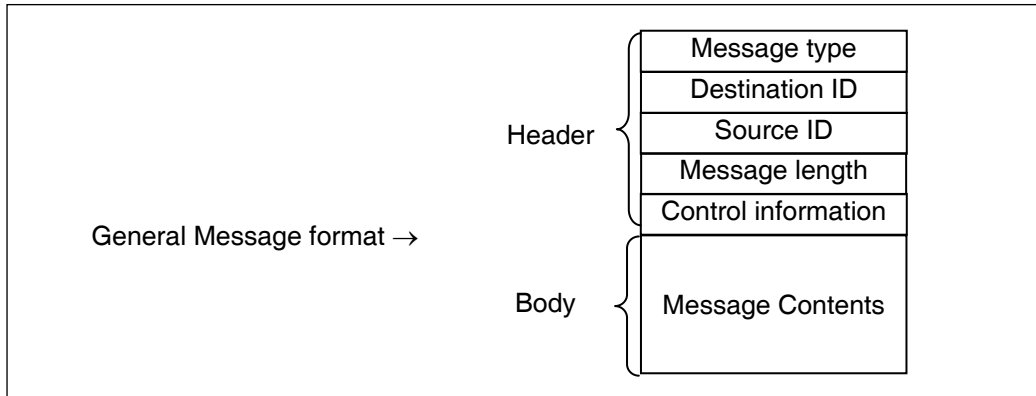 Message type
Destination ID
Header
Source ID
Message length
Control information
General Message format →
Body
Message Contents